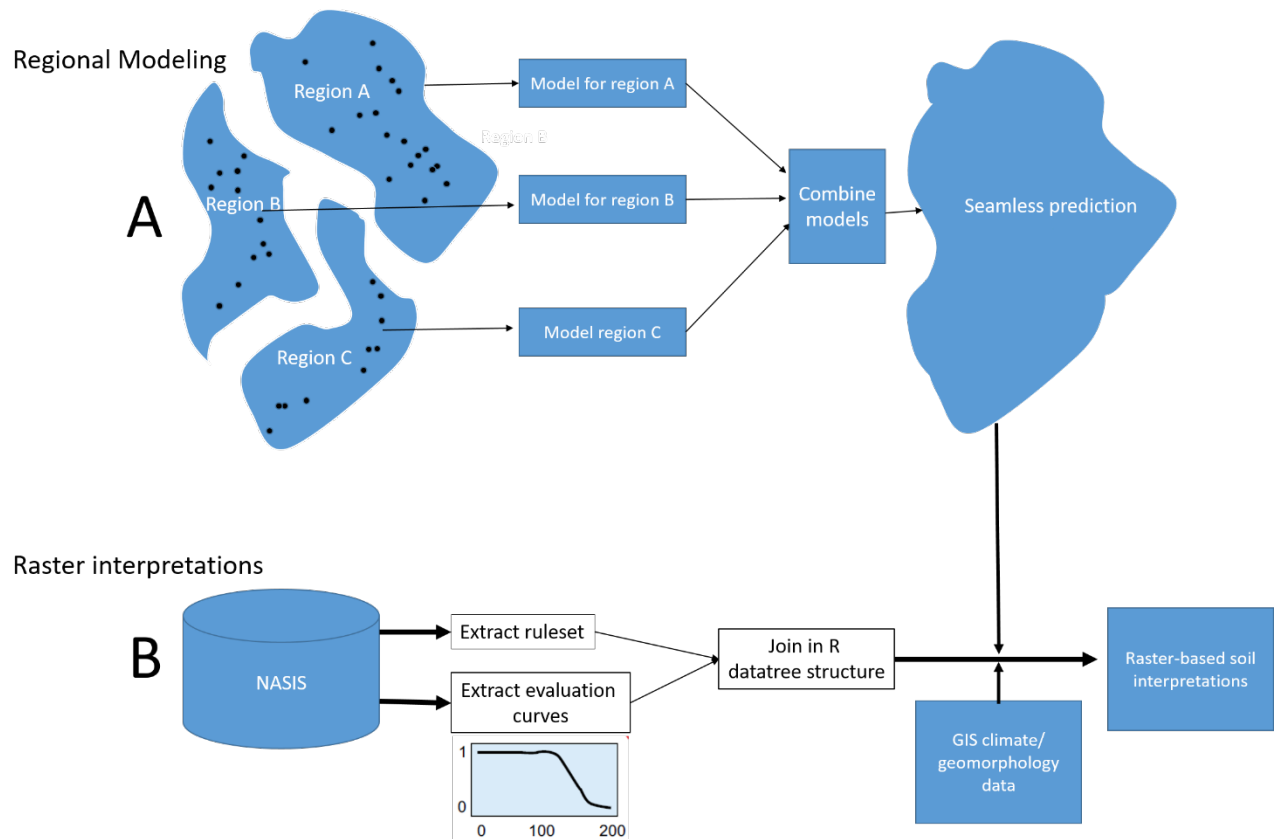 Regional Modeling
A
Region A
Region B
Region B
Region C
Model for region A
Model for region B
Model region C
Combine
models
Seamless prediction
Raster interpretations
B
NASIS
Extract ruleset
Extract evaluation
curves
1
0
0
100
200
Join in R
datatree structure
GIS climate/
geomorphology
data
Raster-based soil
interpretations